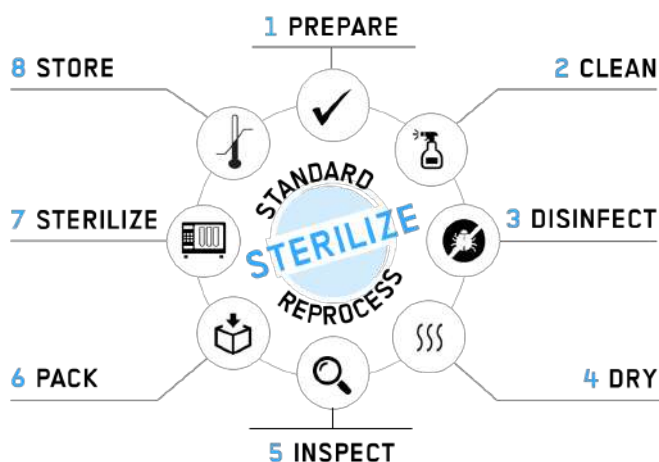 1 PREPARE
2 CLEAN
3 DISINFECT
4 DRY
5 INSPECT
6 PACK
7 STERILIZE
8 STORE
STANDARD
STERILIZE
REPROCESS